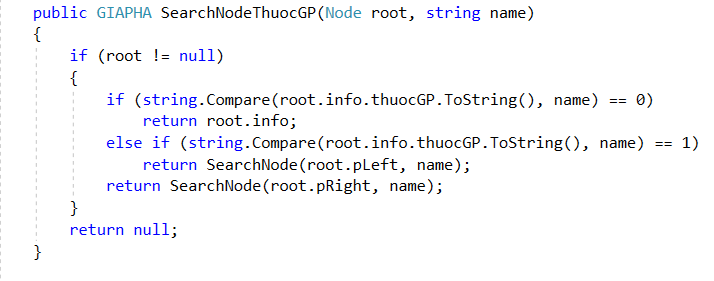 public GIAPHA SearchNodeThuocGP(Node root, string name)
{
if (root != null)
{
if (string.Compare(root.info.thuocGP.ToString(), name) == 0)
return root.info;
else if (string.Compare(root.info.thuocGP.ToString(), name) == 1)
return SearchNode(root.pLeft, name);
return SearchNode(root.pRight, name);
}
return null;
}